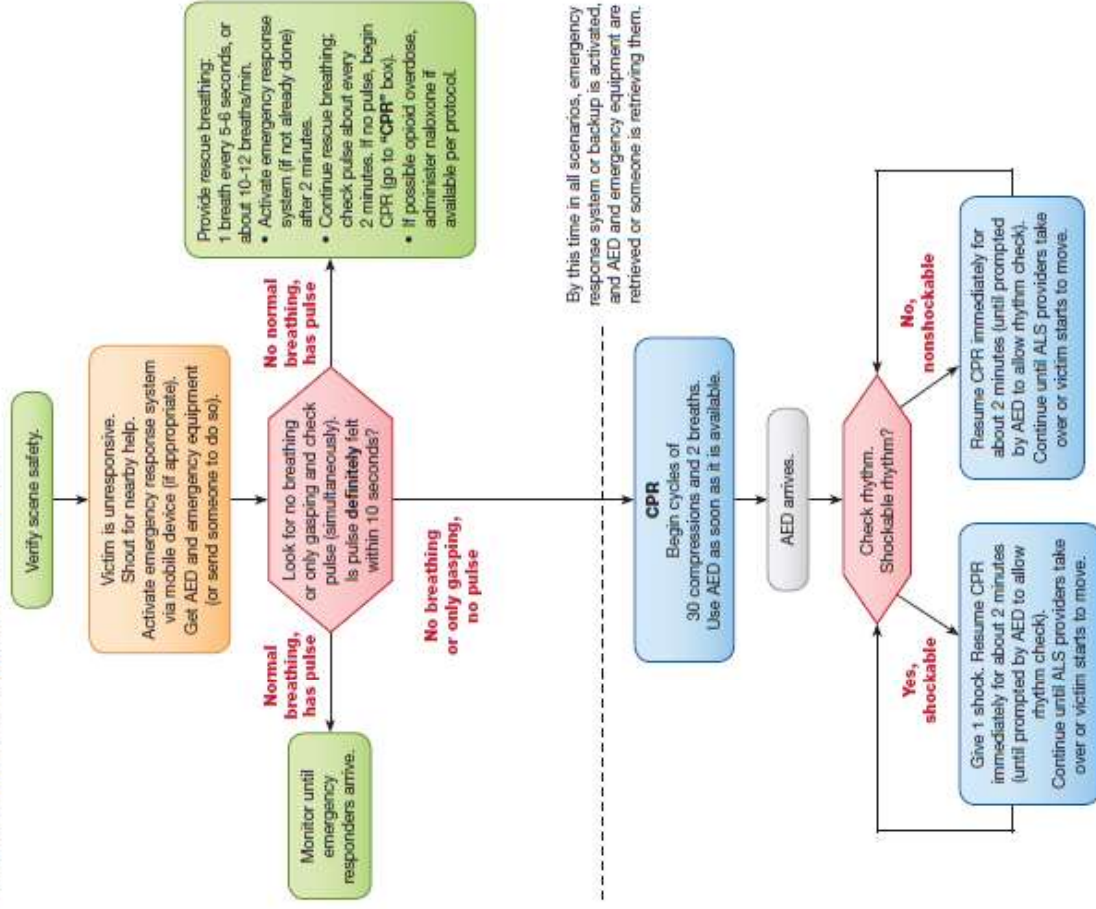 Verify scene safety.
Victim is unresponsive.
Shout for nearby help.
Activate emergency response system
via mobile device (if appropriate).
Get AED and emergency equipment
(or send someone to do so).
Normal
breathing,
has pulse
Monitor until
emergency
responders arrive.
Look for no breathing
or only gasping and check
pulse (simultaneously).
Is pulse definitely felt
within 10 seconds?
No normal
breathing,
has pulse
Provide rescue breathing:
1 breath every 5-6 seconds, or
about 10-12 breaths/min.
• Activate emergency response
system (if not already done)
after 2 minutes.
• Continue rescue breathing;
check pulse about every
2 minutes. If no pulse, begin
CPR (go to "CPR" box).
• If possible opioid overdose,
administer naloxone if
available per protocol.
No breathing
or only gasping,
no pulse
By this time in all scenarios, emergency
response system or backup is activated,
and AED and emergency equipment are
retrieved or someone is retrieving them.
CPR
Begin cycles of
30 compressions and 2 breaths.
Use AED as soon as it is available.
AED arrives.
Check rhythm.
Shockable rhythm?
Yes,
shockable
No,
nonshockable
Give 1 shock. Resume CPR
immediately for about 2 minutes
(until prompted by AED to allow
rhythm check).
Continue until ALS providers take
over or victim starts to move.
Resume CPR immediately for
about 2 minutes (until prompted
by AED to allow rhythm check).
Continue until ALS providers take
over or victim starts to move.